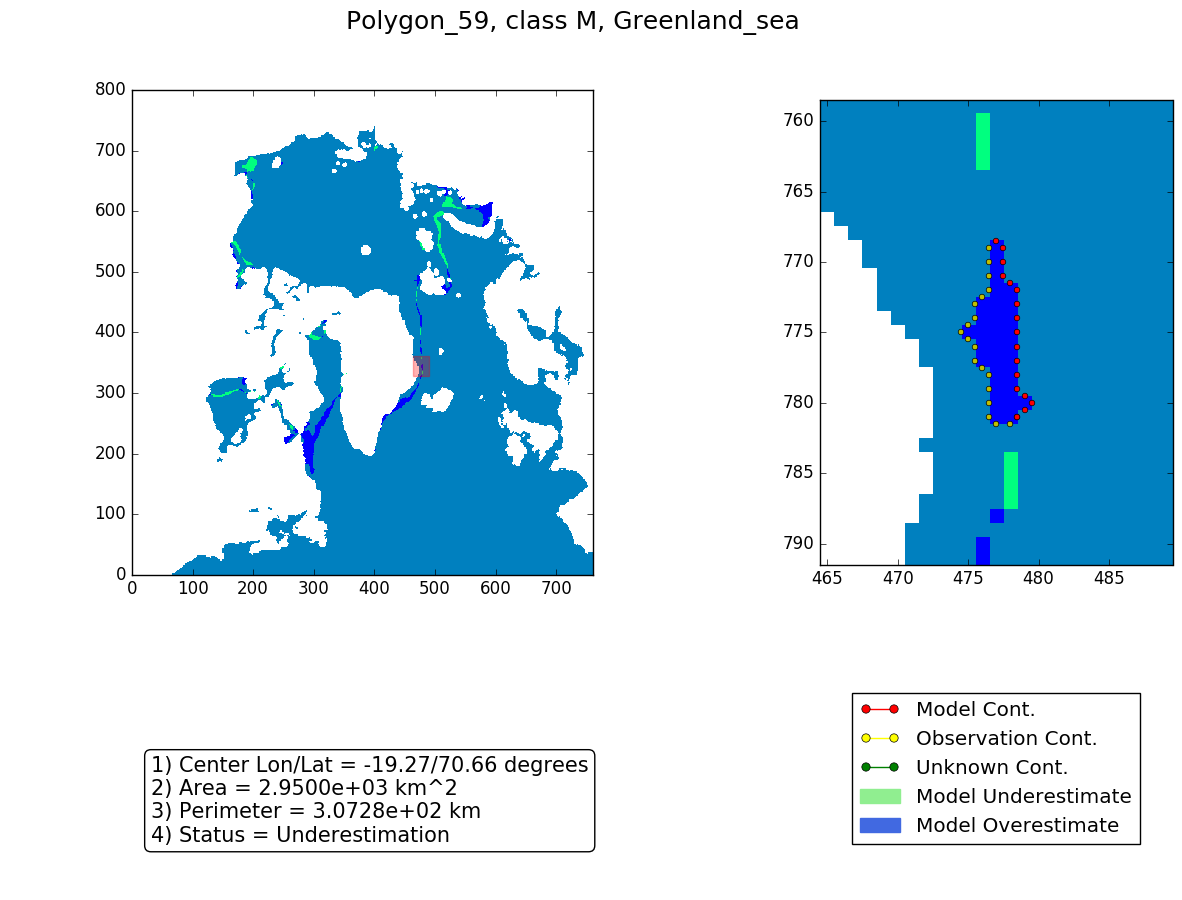 Polygon_59, class M, Greenland_sea
800
700
600
500
400
300
200
100
0
0 100 200 300 400 500 600 700
760
765
770
775
780
785
790
465 470 475 480 485
1) Center Lon/Lat = -19.27/70.66 degrees
2) Area = 2.9500e+03 km^2
3) Perimeter = 3.0728e+02 km
4) Status = Underestimation
Model Cont.
Observation Cont.
Unknown Cont.
Model Underestimate
Model Overestimate